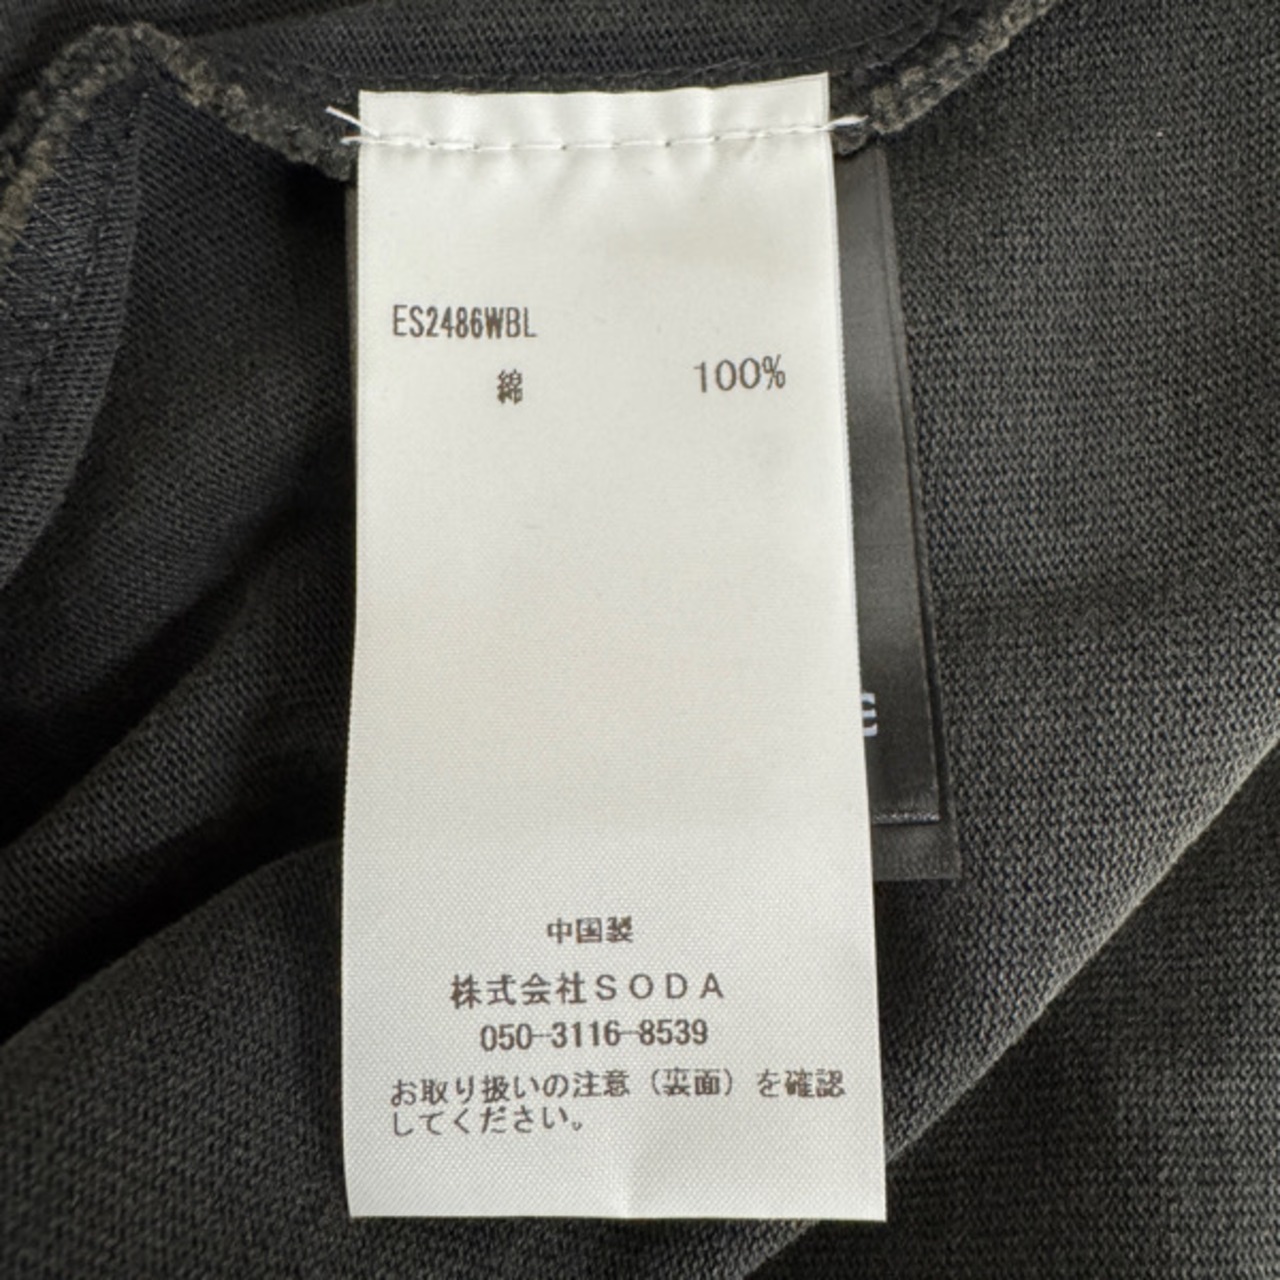 ES2486WBL
綿 100%
中国製
株式会社SODA
050-3116-8539
お取り扱いの注意（裏面）を確認
してください。